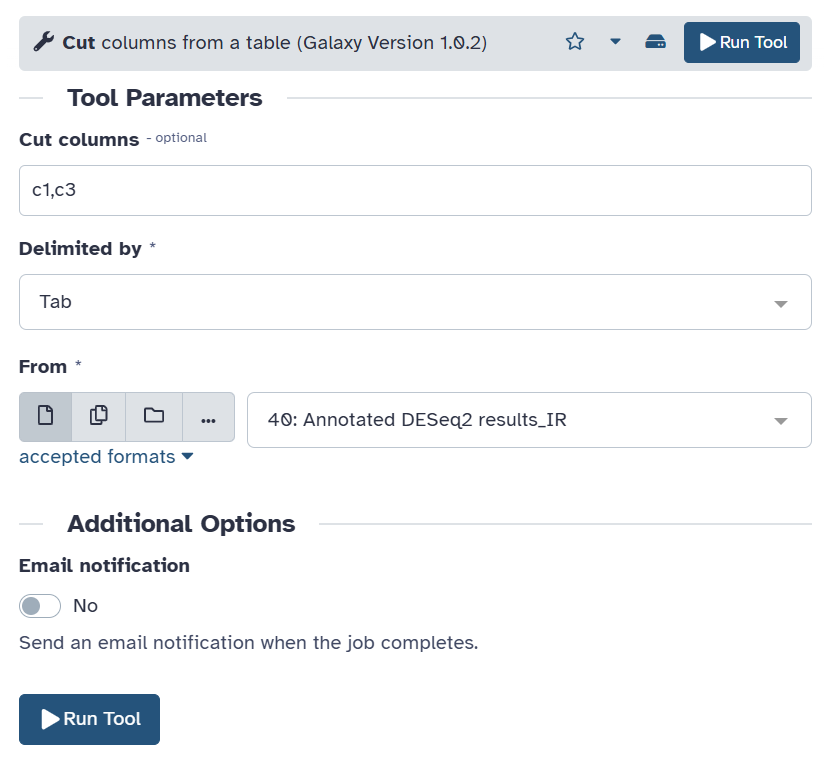 Cut columns from a table (Galaxy Version 1.0.2)
Run Tool
Tool Parameters
Cut columns - optional
c1,c3
Delimited by *
Tab
From *
... 40: Annotated DESeq2 results_IR
accepted formats
Additional Options
Email notification
No
Send an email notification when the job completes.
Run Tool